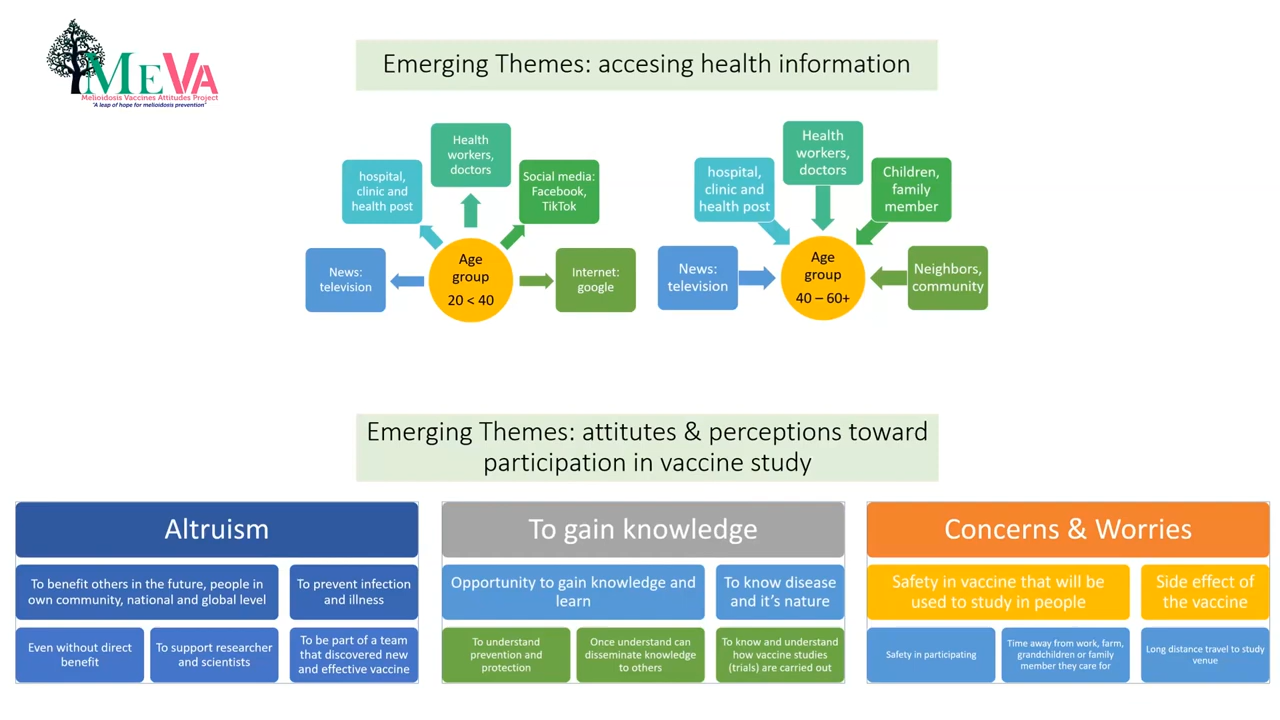 MEVA
Melioidosis Vaccines Attitudes Project
"A leap of hope for melioidosis prevention"
Emerging Themes: accesing health information
Health
workers,
doctors
hospital,
clinic and
health post
Social media:
Facebook,
TikTok
News:
television
Age
group
20 < 40
Internet:
google
Health
workers,
doctors
hospital,
clinic and
health post
Children,
family
member
News:
television
Age
group
40 – 60+
Neighbors,
community
Emerging Themes: attitutes & perceptions toward
participation in vaccine study
Altruism
To benefit others in the future, people in
own community, national and global level
To prevent infection
and illness
Even without direct
benefit
To support researcher
and scientists
To be part of a team
that discovered new
and effective vaccine
To gain knowledge
Opportunity to gain knowledge and
learn
To know disease
and it's nature
To understand
prevention and
protection
Once understand can
disseminate knowledge
to others
To know and understand
how vaccine studies
(trials) are carried out
Concerns & Worries
Safety in vaccine that will be
used to study in people
Side effect of
the vaccine
Safety in participating
Time away from work, farm,
grandchildren or family
member they care for
Long distance travel to study
venue